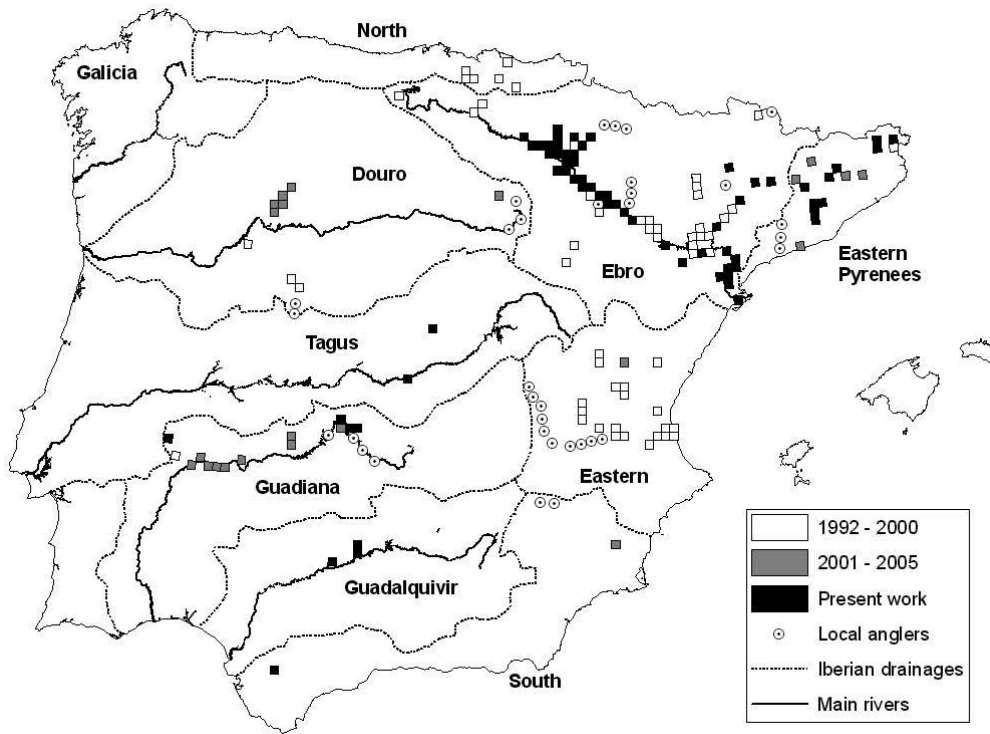 North
Galicia
Douro
Ebro
Eastern
Pyrenees
Tagus
Guadiana
Eastern
Guadalquivir
South
1992 - 2000
2001 - 2005
Present work
Local anglers
Iberian drainages
Main rivers